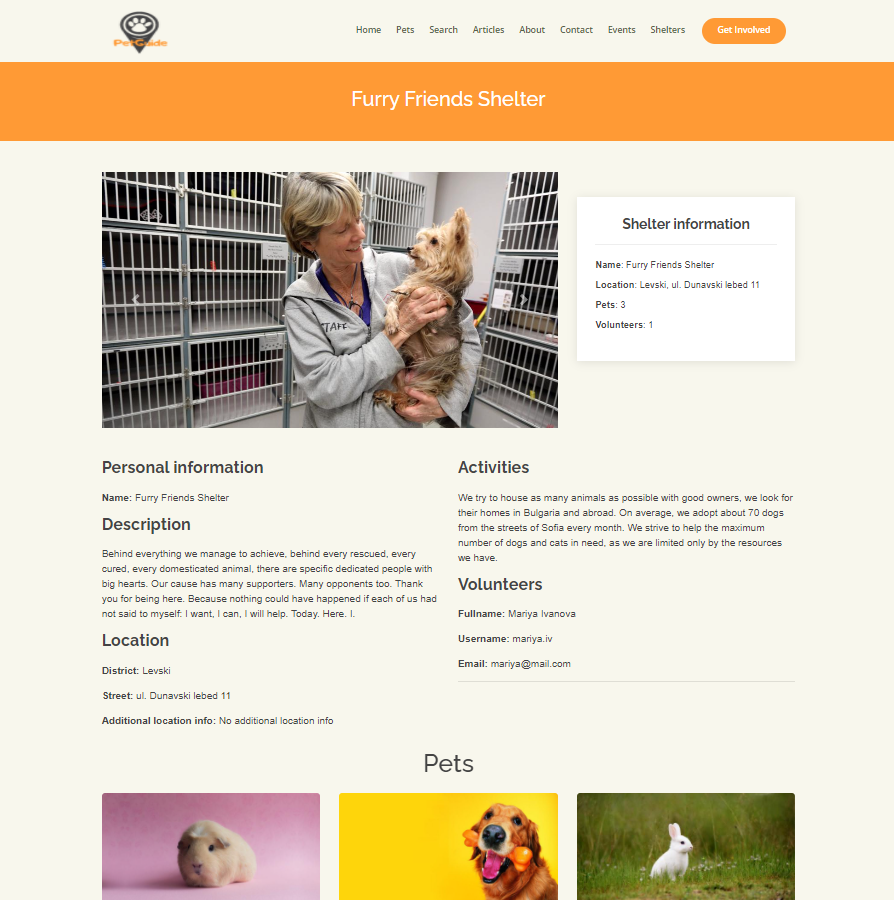 PetGuide
Home Pets Search Articles About Contact Events Shelters Get Involved
Furry Friends Shelter
STAFF
Shelter information
Name: Furry Friends Shelter
Location: Levski, ul. Dunavski lebed 11
Pets: 3
Volunteers: 1
Personal information
Name: Furry Friends Shelter
Description
Behind everything we manage to achieve, behind every rescued, every
cured, every domesticated animal, there are specific dedicated people with
big hearts. Our cause has many supporters. Many opponents too. Thank
you for being here. Because nothing could have happened if each of us had
not said to myself: I want, I can, I will help. Today. Here. I.
Location
District: Levski
Street: ul. Dunavski lebed 11
Additional location info: No additional location info
Activities
We try to house as many animals as possible with good owners, we look for
their homes in Bulgaria and abroad. On average, we adopt about 70 dogs
from the streets of Sofia every month. We strive to help the maximum
number of dogs and cats in need, as we are limited only by the resources
we have.
Volunteers
Fullname: Mariya Ivanova
Username: mariya.iv
Email: mariya@mail.com
Pets